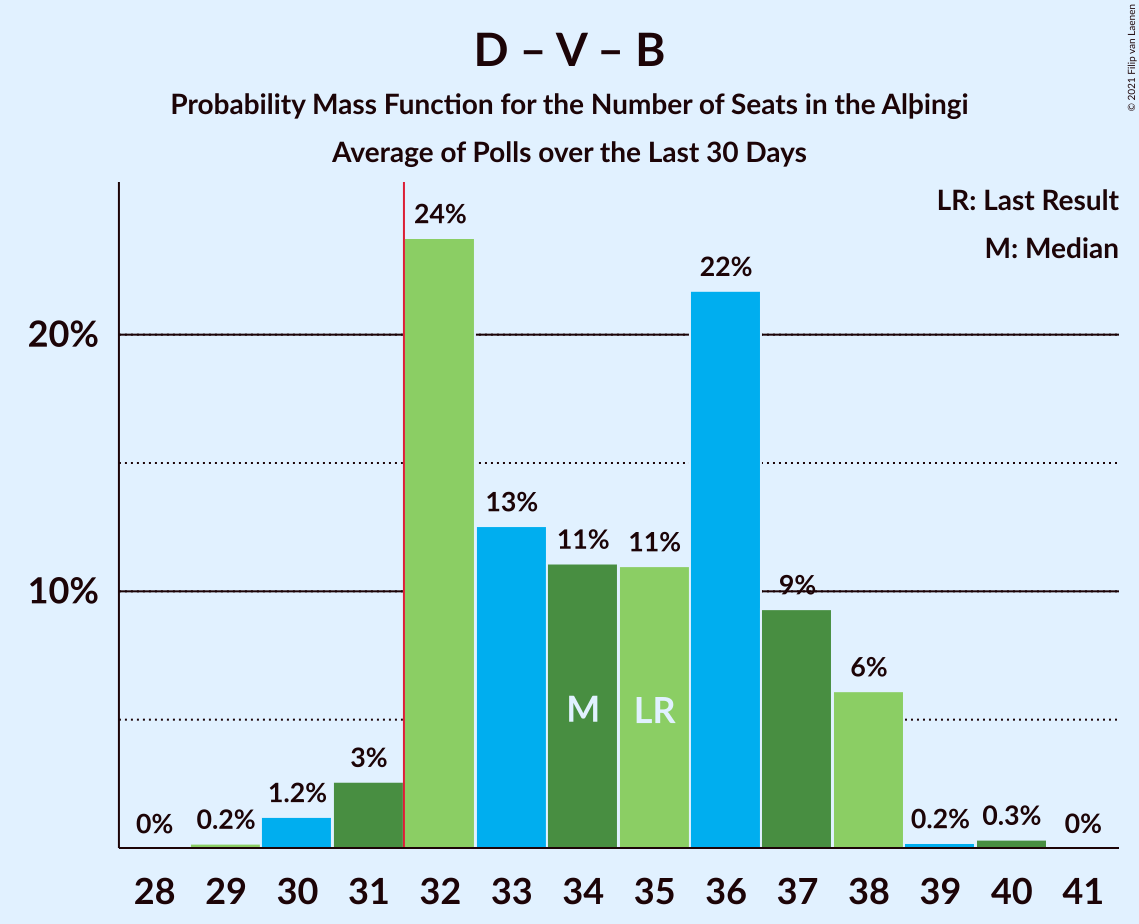 D – V – B
Probability Mass Function for the Number of Seats in the Alþingi
Average of Polls over the Last 30 Days
© 2021 Filip van Laenen
LR: Last Result
M: Median
20%
10%
0%
0.2%
1.2%
3%
24%
13%
11%
11%
22%
9%
6%
0.2%
0.3%
0%
M
LR
28 29 30 31 32 33 34 35 36 37 38 39 40 41